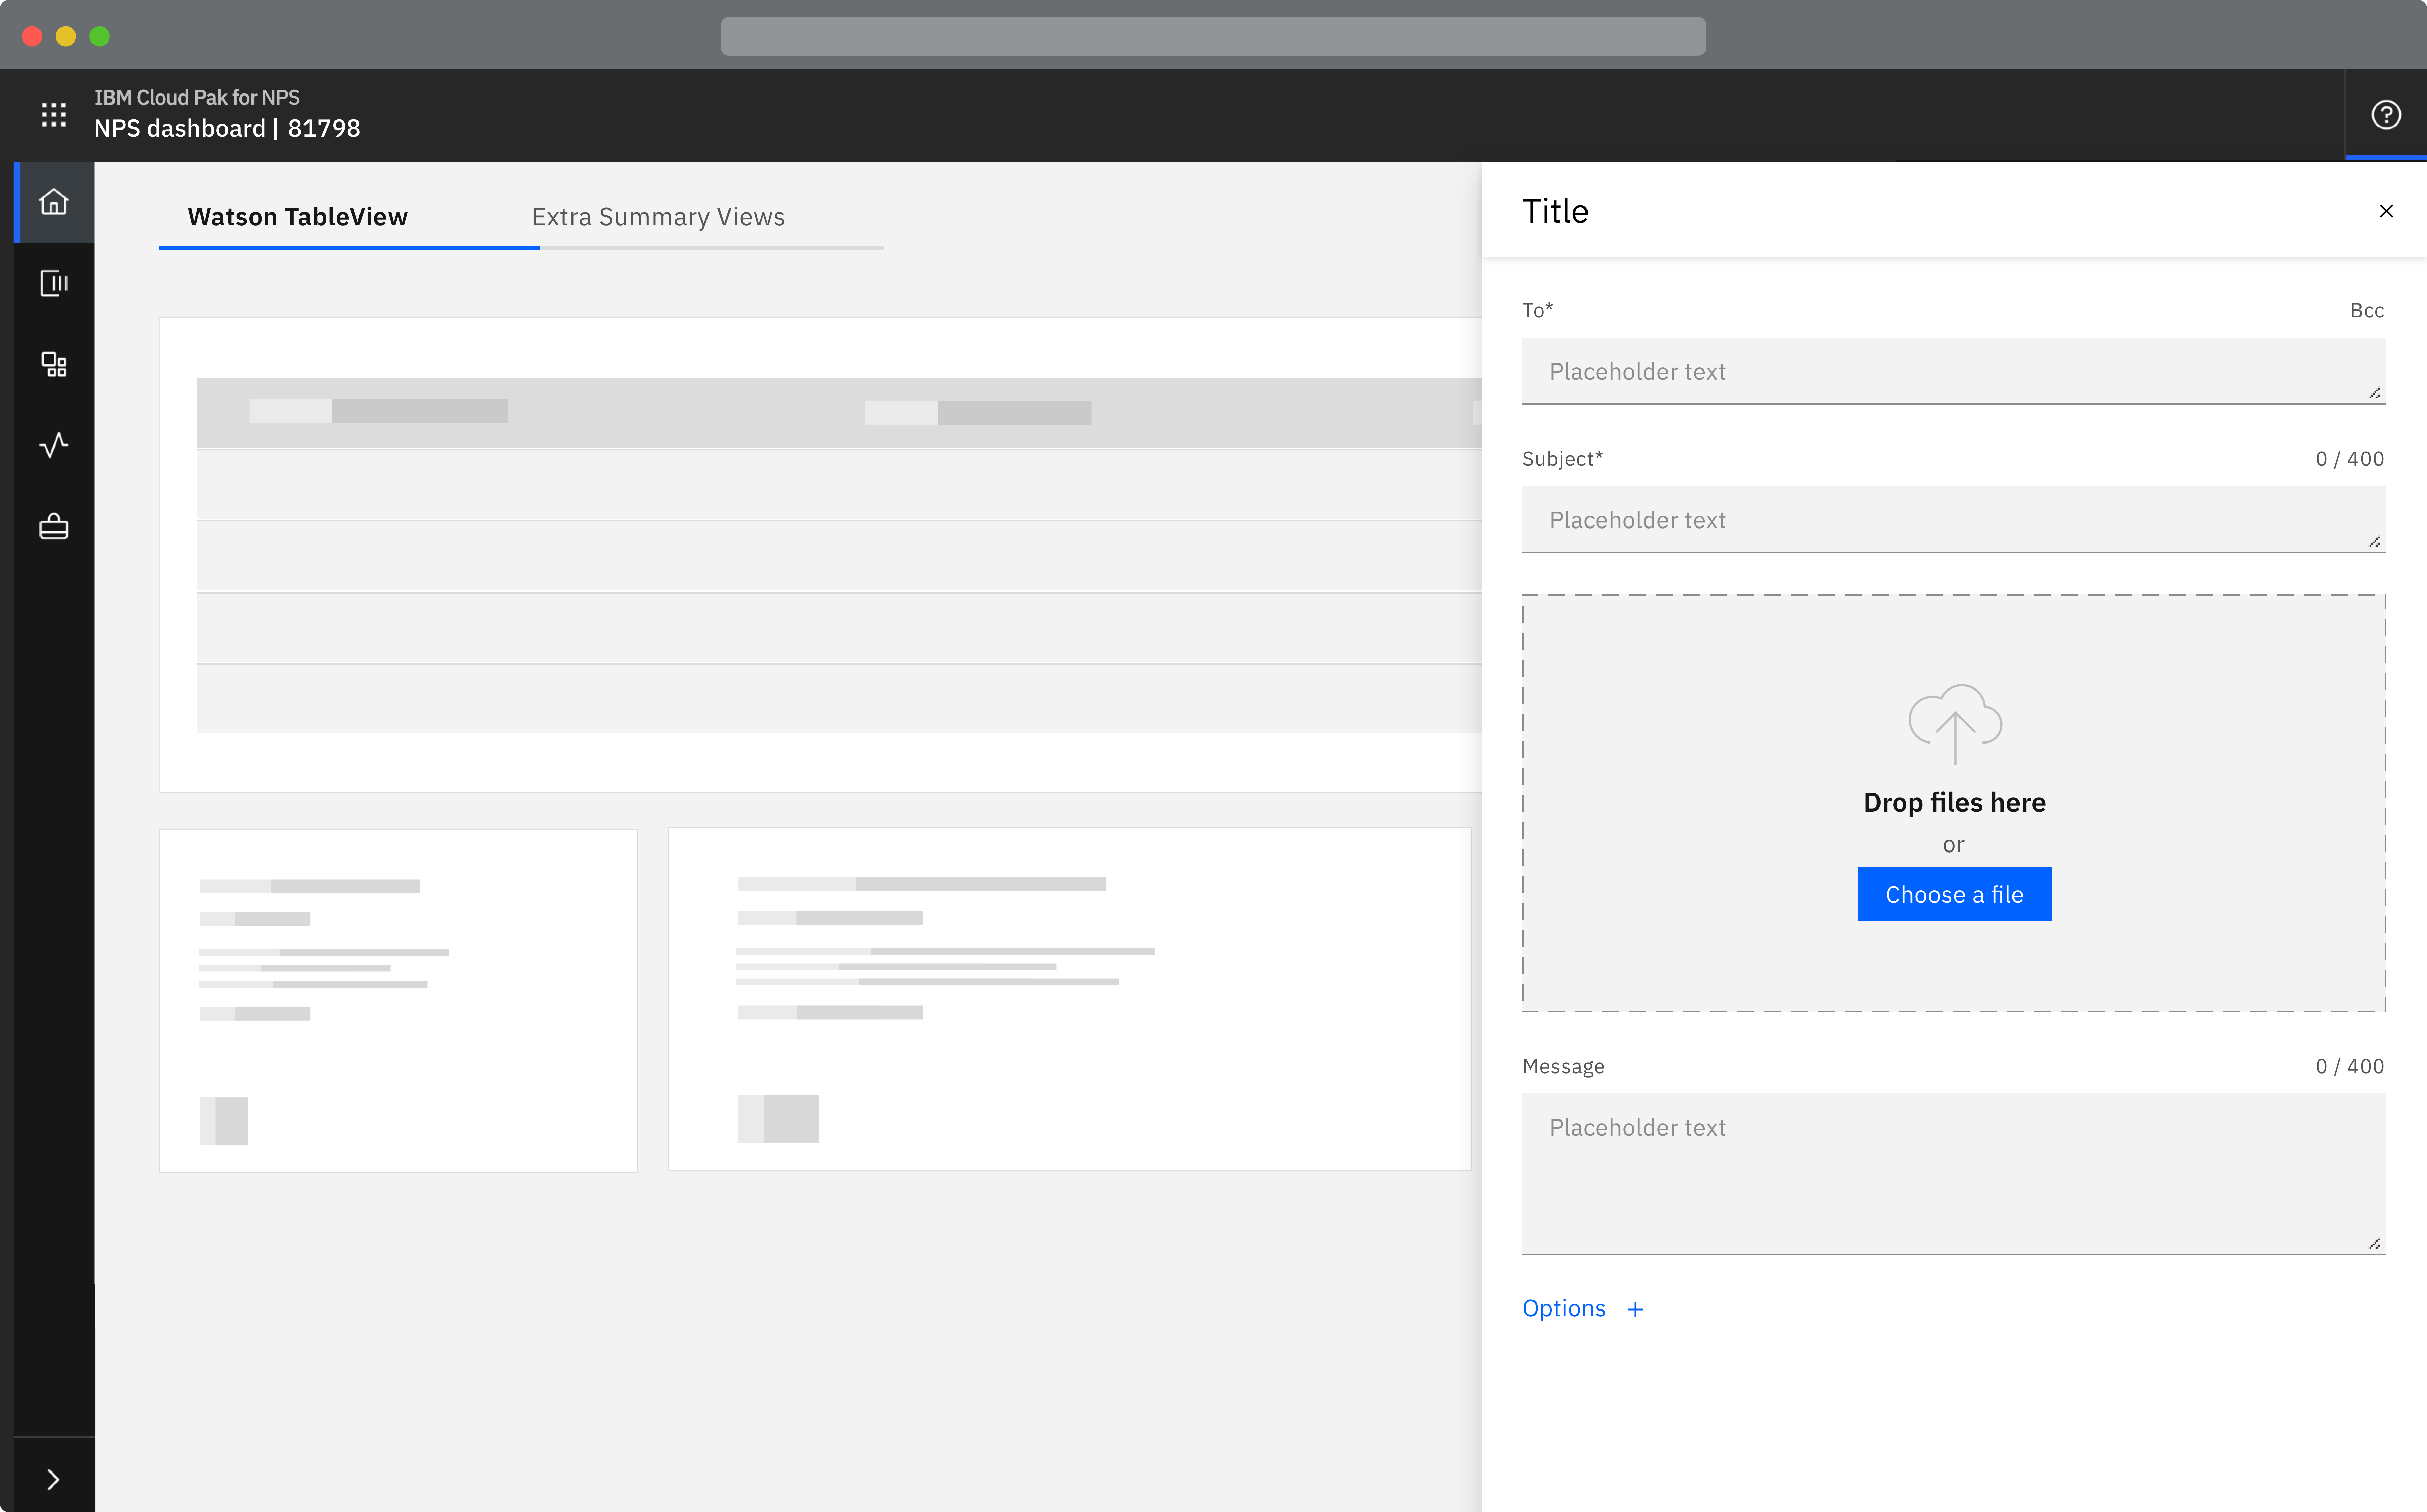 IBM Cloud Pak for NPS
NPS dashboard | 81798
Watson TableView
Extra Summary Views
Title
To*
Bcc
Placeholder text
Subject*
0 / 400
Placeholder text
Drop files here
or
Choose a file
Message
0 / 400
Placeholder text
Options +